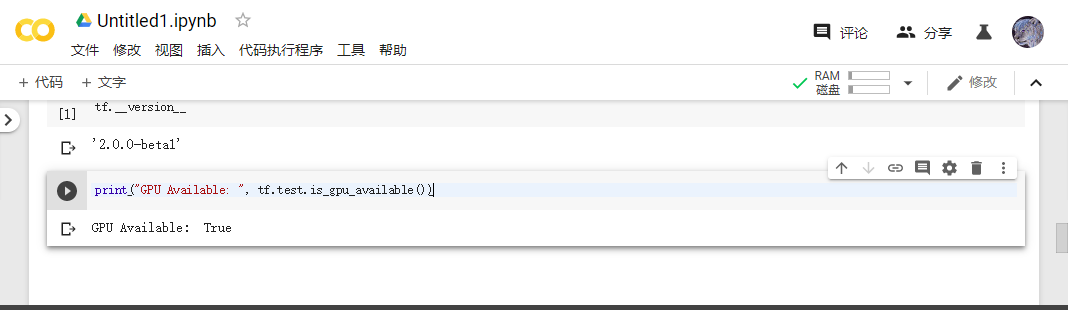 Untitled1.ipynb
文件 修改 视图 插入 代码执行程序 工具 帮助
评论 分享
+ 代码 + 文字
RAM
磁盘
修改
[1] tf.__version__
'2.0.0-beta1'
print("GPU Available: ", tf.test.is_gpu_available())
GPU Available:  True